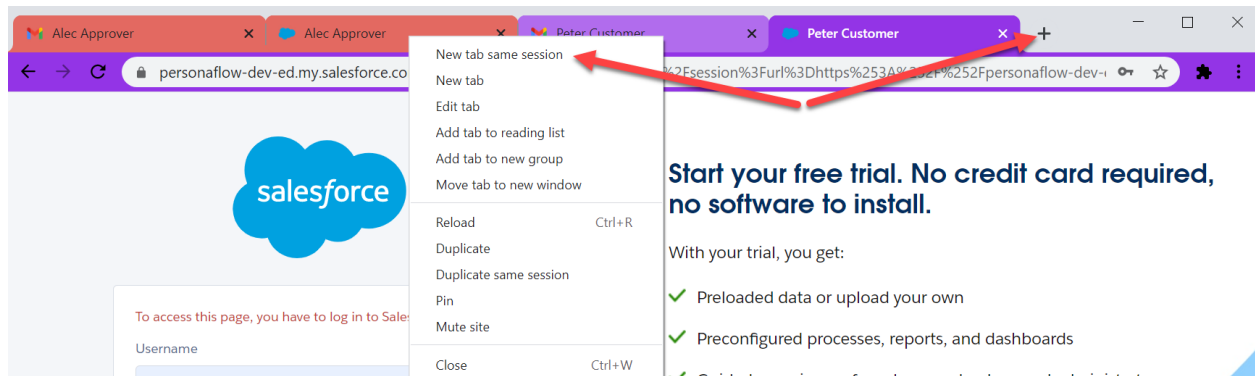 Alec Approver
Alec Approver
Peter Customer
Peter Customer
personaflow-dev-ed.my.salesforce.co
%2Fsession%3Furl%3Dhttps%253A%252F%252Fpersonaflow-dev-
New tab same session
New tab
Edit tab
Add tab to reading list
Add tab to new group
Move tab to new window
Reload Ctrl+R
Duplicate
Duplicate same session
Pin
Mute site
Close Ctrl+W
salesforce
To access this page, you have to log in to Sales
Username
Start your free trial. No credit card required,
no software to install.
With your trial, you get:
Preloaded data or upload your own
Preconfigured processes, reports, and dashboards